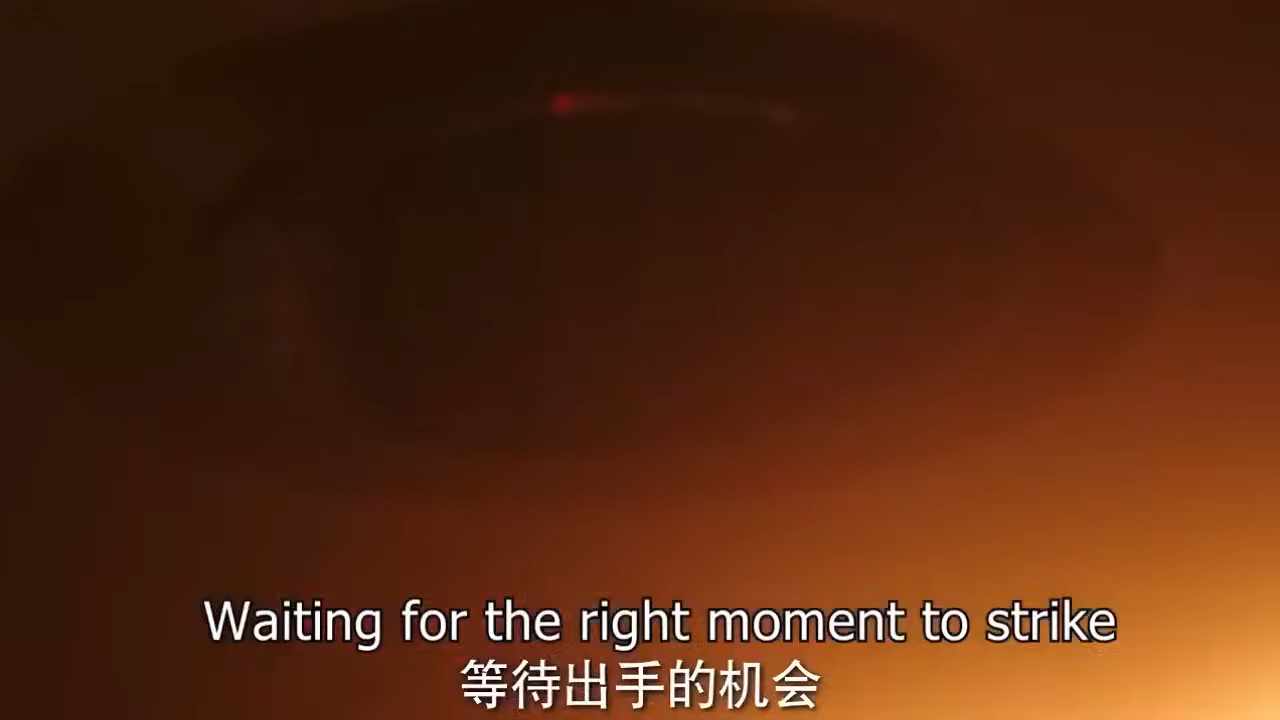 Waiting for the right moment to strike
等待出手的机会